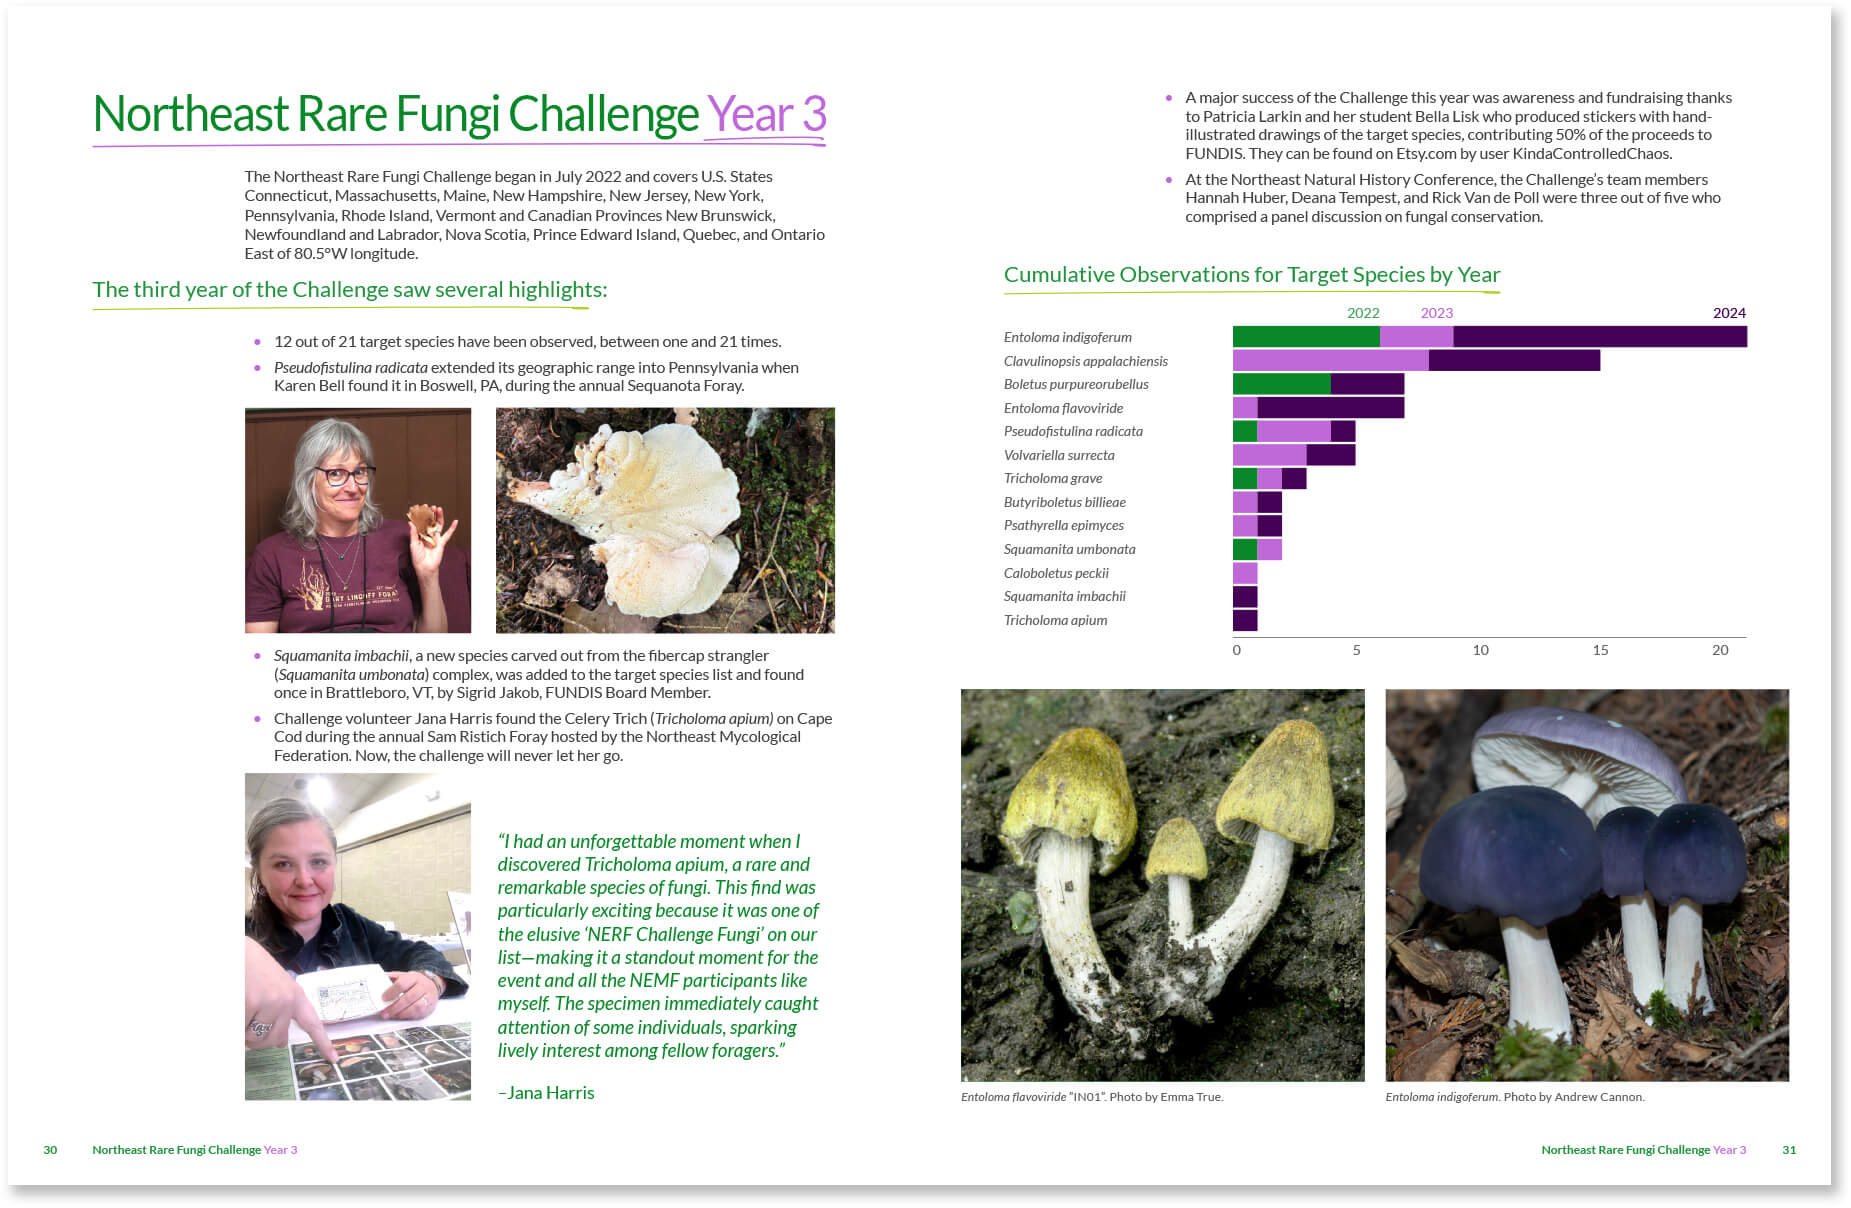 Northeast Rare Fungi Challenge Year 3
The Northeast Rare Fungi Challenge began in July 2022 and covers U.S. States
Connecticut, Massachusetts, Maine, New Hampshire, New Jersey, New York,
Pennsylvania, Rhode Island, Vermont and Canadian Provinces New Brunswick,
Newfoundland and Labrador, Nova Scotia, Prince Edward Island, Quebec, and Ontario
East of 80.5°W longitude.
The third year of the Challenge saw several highlights:
• 12 out of 21 target species have been observed, between one and 21 times.
• Pseudofistulina radicata extended its geographic range into Pennsylvania when
Karen Bell found it in Boswell, PA, during the annual Sequanota Foray.
GARY LINCOFF FORAY
• Squamanita imbachii, a new species carved out from the fibercap strangler
(Squamanita umbonata) complex, was added to the target species list and found
once in Brattleboro, VT, by Sigrid Jakob, FUNDIS Board Member.
• Challenge volunteer Jana Harris found the Celery Trich (Tricholoma apium) on Cape
Cod during the annual Sam Ristich Foray hosted by the Northeast Mycological
Federation. Now, the challenge will never let her go.
“I had an unforgettable moment when I
discovered Tricholoma apium, a rare and
remarkable species of fungi. This find was
particularly exciting because it was one of
the elusive ‘NERF Challenge Fungi’ on our
list—making it a standout moment for the
event and all the NEMF participants like
myself. The specimen immediately caught
attention of some individuals, sparking
lively interest among fellow foragers.”
–Jana Harris
30 Northeast Rare Fungi Challenge Year 3
• A major success of the Challenge this year was awareness and fundraising thanks
to Patricia Larkin and her student Bella Lisk who produced stickers with hand-
illustrated drawings of the target species, contributing 50% of the proceeds to
FUNDIS. They can be found on Etsy.com by user KindaControlledChaos.
• At the Northeast Natural History Conference, the Challenge’s team members
Hannah Huber, Deana Tempest, and Rick Van de Poll were three out of five who
comprised a panel discussion on fungal conservation.
Cumulative Observations for Target Species by Year
2022 2023 2024
Entoloma indigoferum
Clavulinopsis appalachiensis
Boletus purpureorubellus
Entoloma flavoviride
Pseudofistulina radicata
Volvariella surrecta
Tricholoma grave
Butyriboletus billieae
Psathyrella epimyces
Squamanita umbonata
Caloboletus peckii
Squamanita imbachii
Tricholoma apium
0 5 10 15 20
Entoloma flavoviride “IN01”. Photo by Emma True.
Entoloma indigoferum. Photo by Andrew Cannon.
Northeast Rare Fungi Challenge Year 3 31